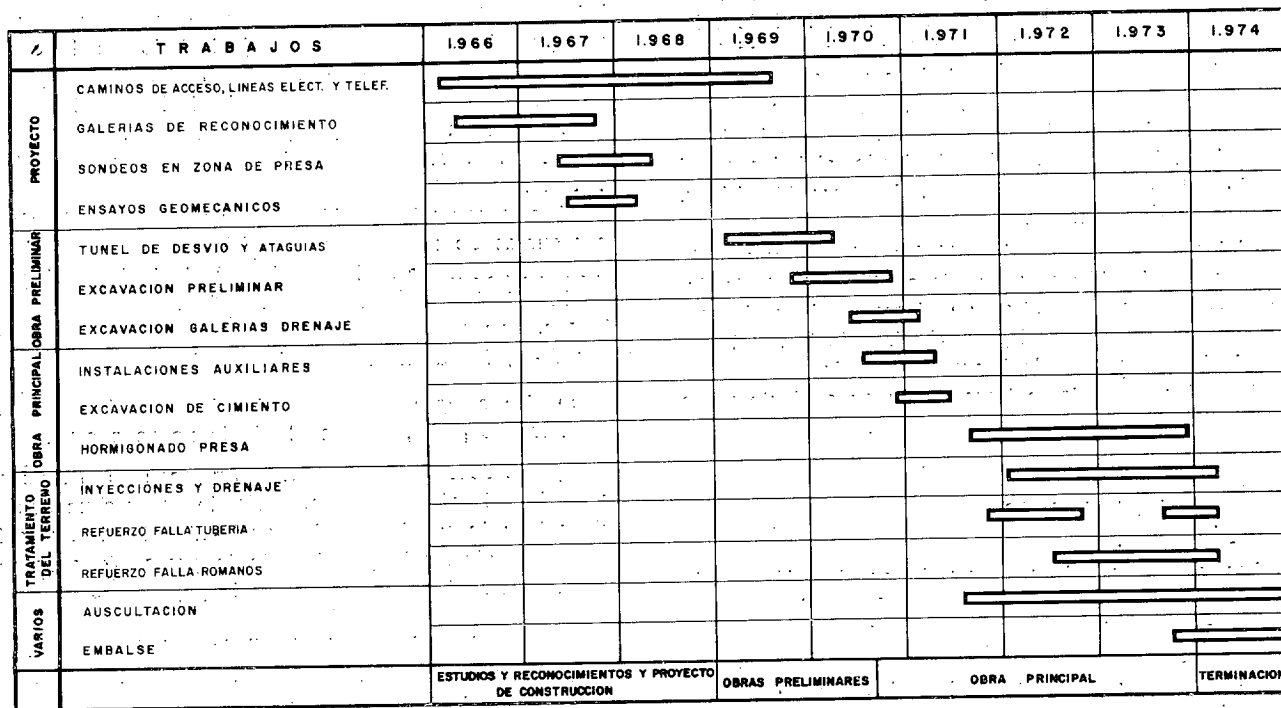 TRABAJOS 1.966 1.967 1.968 1.969 1.970 1.971 1.972 1.973 1.974
PROYECTO
CAMINOS DE ACCESO, LINEAS ELECT. Y TELEF.
GALERIAS DE RECONOCIMIENTO
SONDEOS EN ZONA DE PRESA
ENSAYOS GEOMECANICOS
OBRA PRELIMINAR
TUNEL DE DESVIO Y ATAGUIAS
EXCAVACION PRELIMINAR
EXCAVACION GALERIAS DRENAJE
OBRA PRINCIPAL
INSTALACIONES AUXILIARES
EXCAVACION DE CIMIENTO
HORMIGONADO PRESA
TRATAMIENTO
DEL TERRENO
INYECCIONES Y DRENAJE
REFUERZO FALLA TUBERIA
REFUERZO FALLA ROMANOS
VARIOS
AUSCULTACION
EMBALSE
ESTUDIOS Y RECONOCIMIENTOS Y PROYECTO
DE CONSTRUCCION
OBRAS PRELIMINARES
OBRA PRINCIPAL
TERMINACION